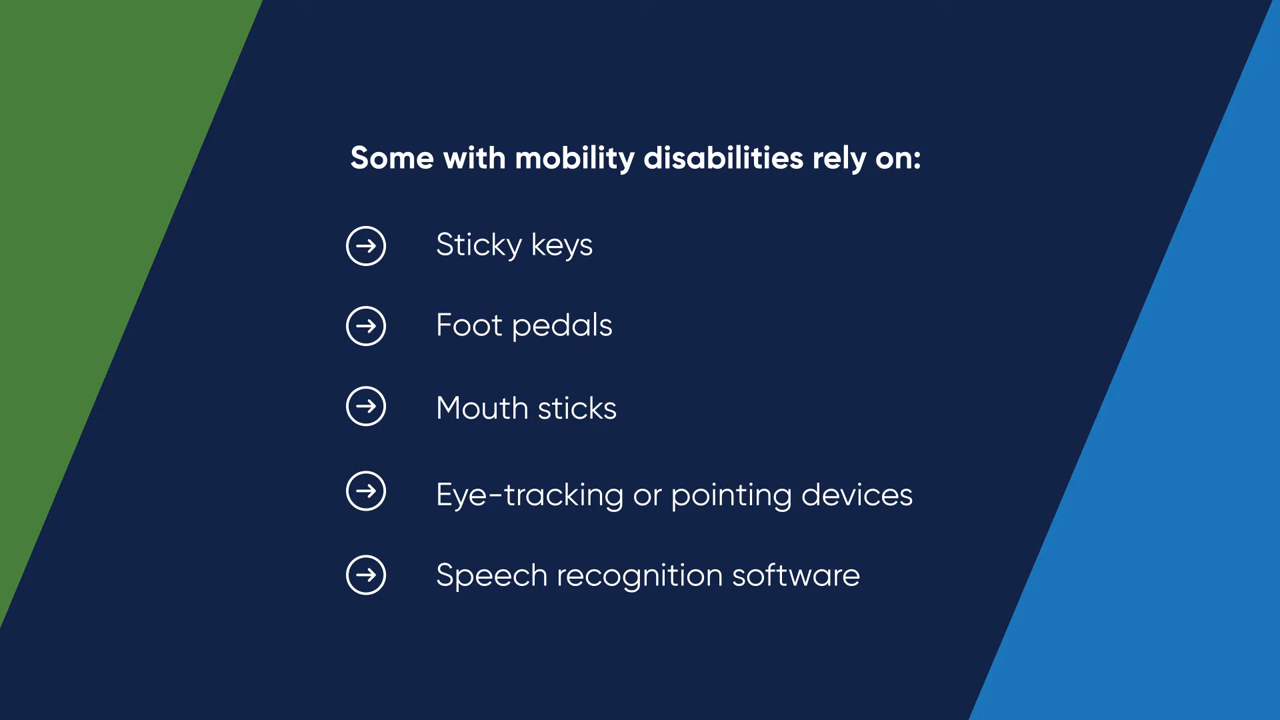 Some with mobility disabilities rely on:
Sticky keys
Foot pedals
Mouth sticks
Eye-tracking or pointing devices
Speech recognition software